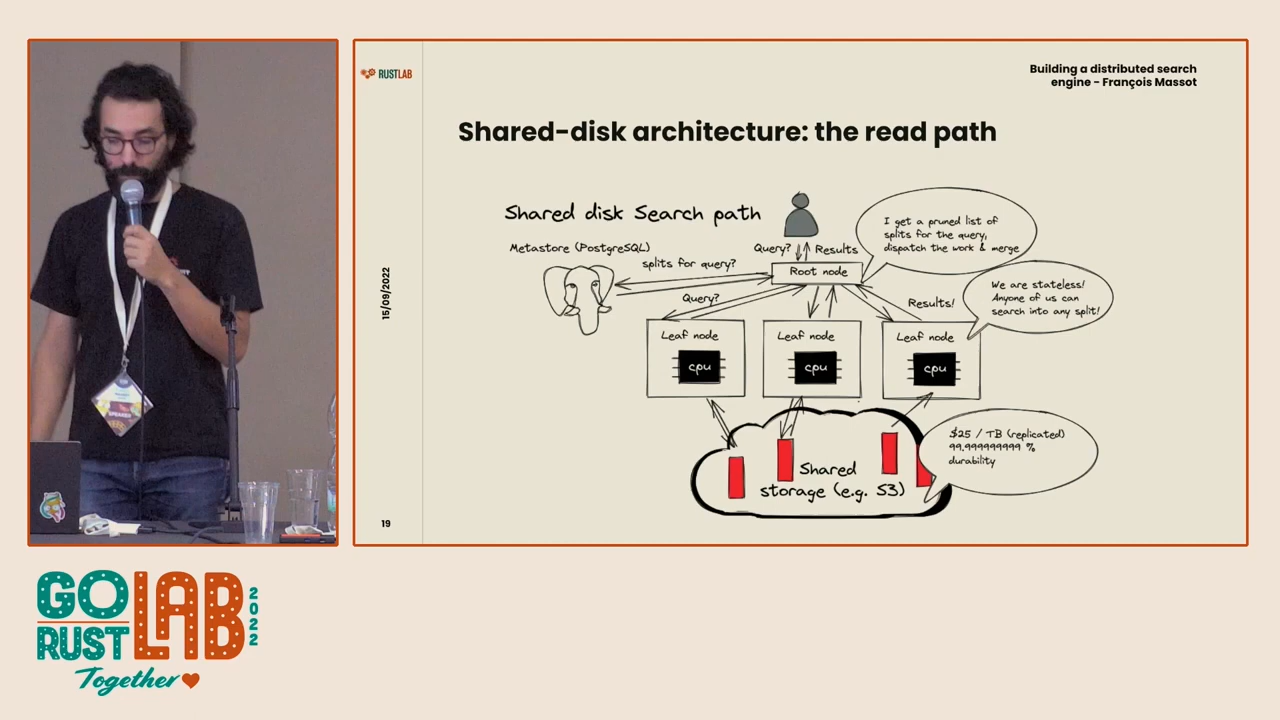 RUSTLAB
Building a distributed search
engine - François Massot
Shared-disk architecture: the read path
15/09/2022
19
Shared disk Search path
Metastore (PostgreSQL)
splits for query?
Query?
Results
Root node
I get a pruned list of
splits for the query,
dispatch the work & merge
Query?
Results!
We are stateless!
Anyone of us can
search into any split!
Leaf node
cpu
Leaf node
cpu
Leaf node
cpu
Shared
storage (e.g. S3)
$25 / TB (replicated)
99.999999999 %
durability
SPEAKER
GO LAB
RUST
2022
Together